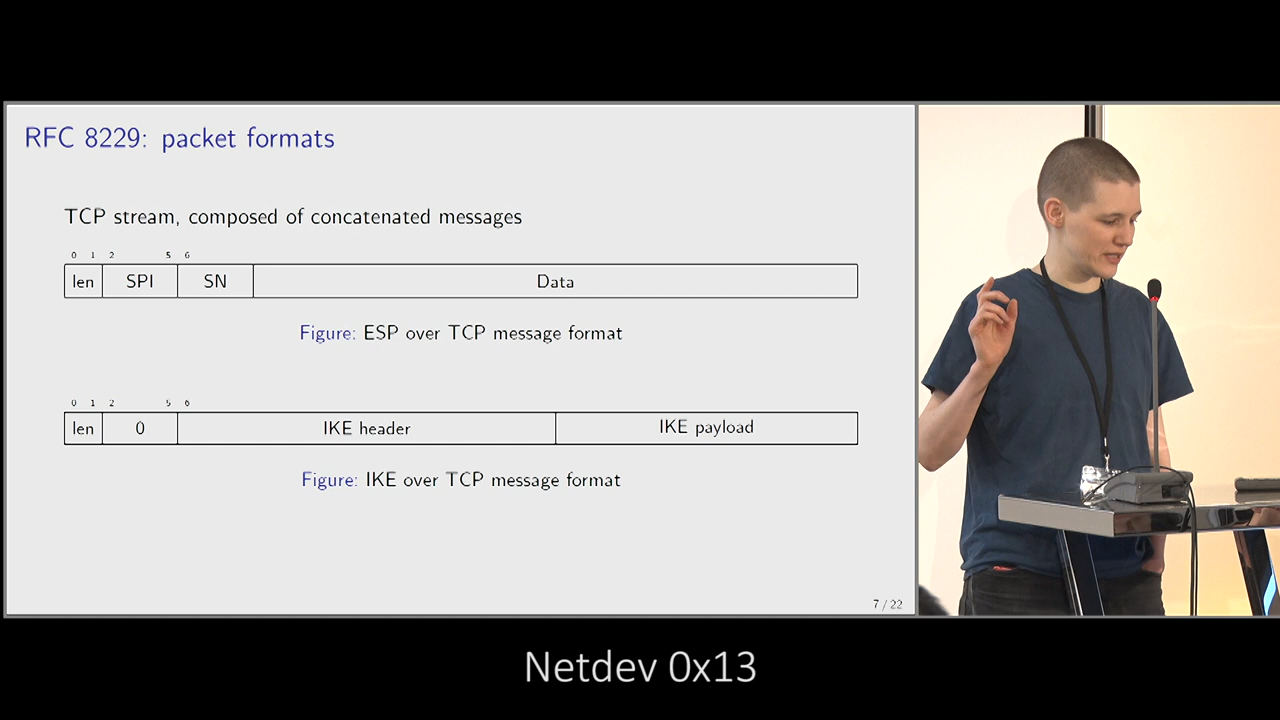 RFC 8229: packet formats
TCP stream, composed of concatenated messages
0 1 2 5 6
len SPI SN Data
Figure: ESP over TCP message format
0 1 2 5 6
len 0 IKE header IKE payload
Figure: IKE over TCP message format
7 / 22
Netdev 0x13